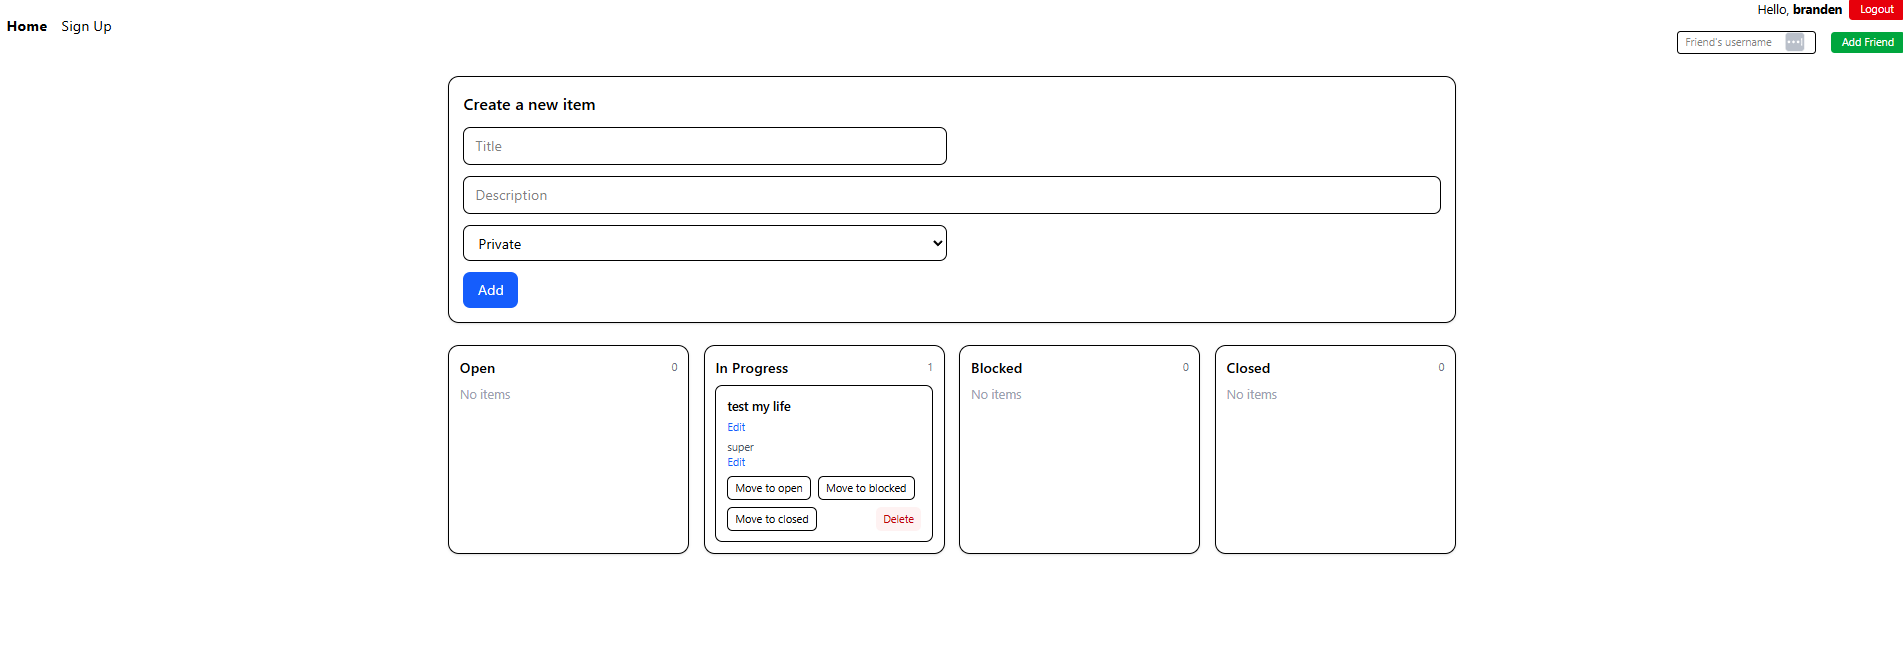 Home Sign Up
Hello, branden Logout
Friend's username Add Friend
Create a new item
Title
Description
Private
Add
Open 0
No items
In Progress 1
test my life
Edit
super
Edit
Move to open Move to blocked
Move to closed Delete
Blocked 0
No items
Closed 0
No items